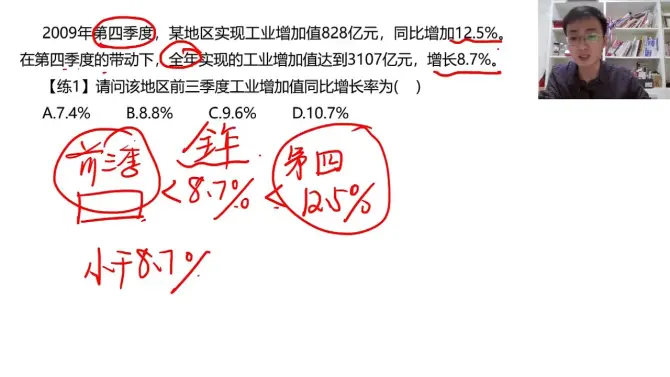 2009年第四季度，某地区实现工业增加值828亿元，同比增加12.5%。
在第四季度的带动下，全年实现的工业增加值达到3107亿元，增长8.7%。
【练1】请问该地区前三季度工业增加值同比增长率为( )
A.7.4% B.8.8% C.9.6% D.10.7%
前三季 全年 第四
< 8.7% < 12.5%
小于8.7%